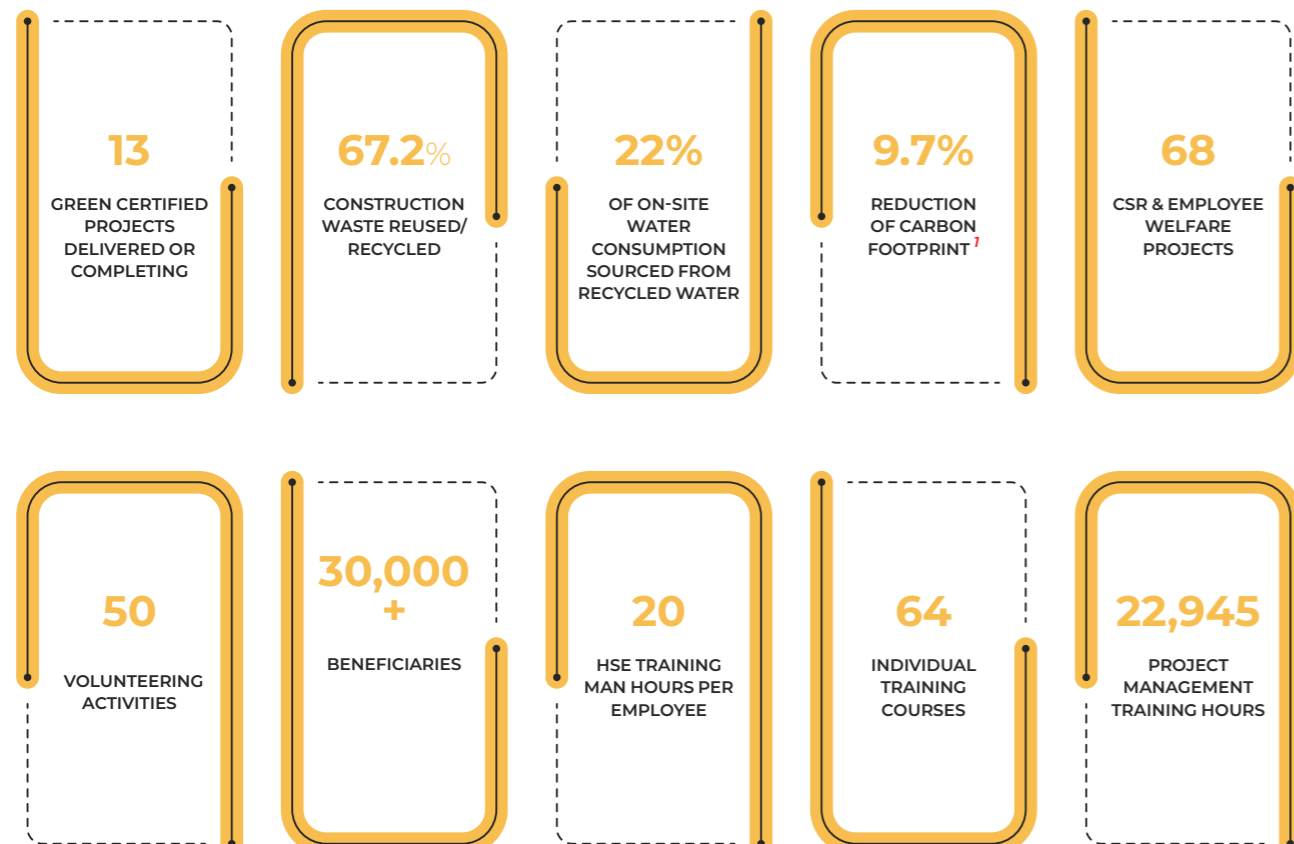 13
GREEN CERTIFIED
PROJECTS
DELIVERED OR
COMPLETING
67.2%
CONSTRUCTION
WASTE REUSED/
RECYCLED
22%
OF ON-SITE
WATER
CONSUMPTION
SOURCED FROM
RECYCLED WATER
9.7%
REDUCTION
OF CARBON
FOOTPRINT 1
68
CSR & EMPLOYEE
WELFARE
PROJECTS
50
VOLUNTEERING
ACTIVITIES
30,000
+
BENEFICIARIES
20
HSE TRAINING
MAN HOURS PER
EMPLOYEE
64
INDIVIDUAL
TRAINING
COURSES
22,945
PROJECT
MANAGEMENT
TRAINING HOURS